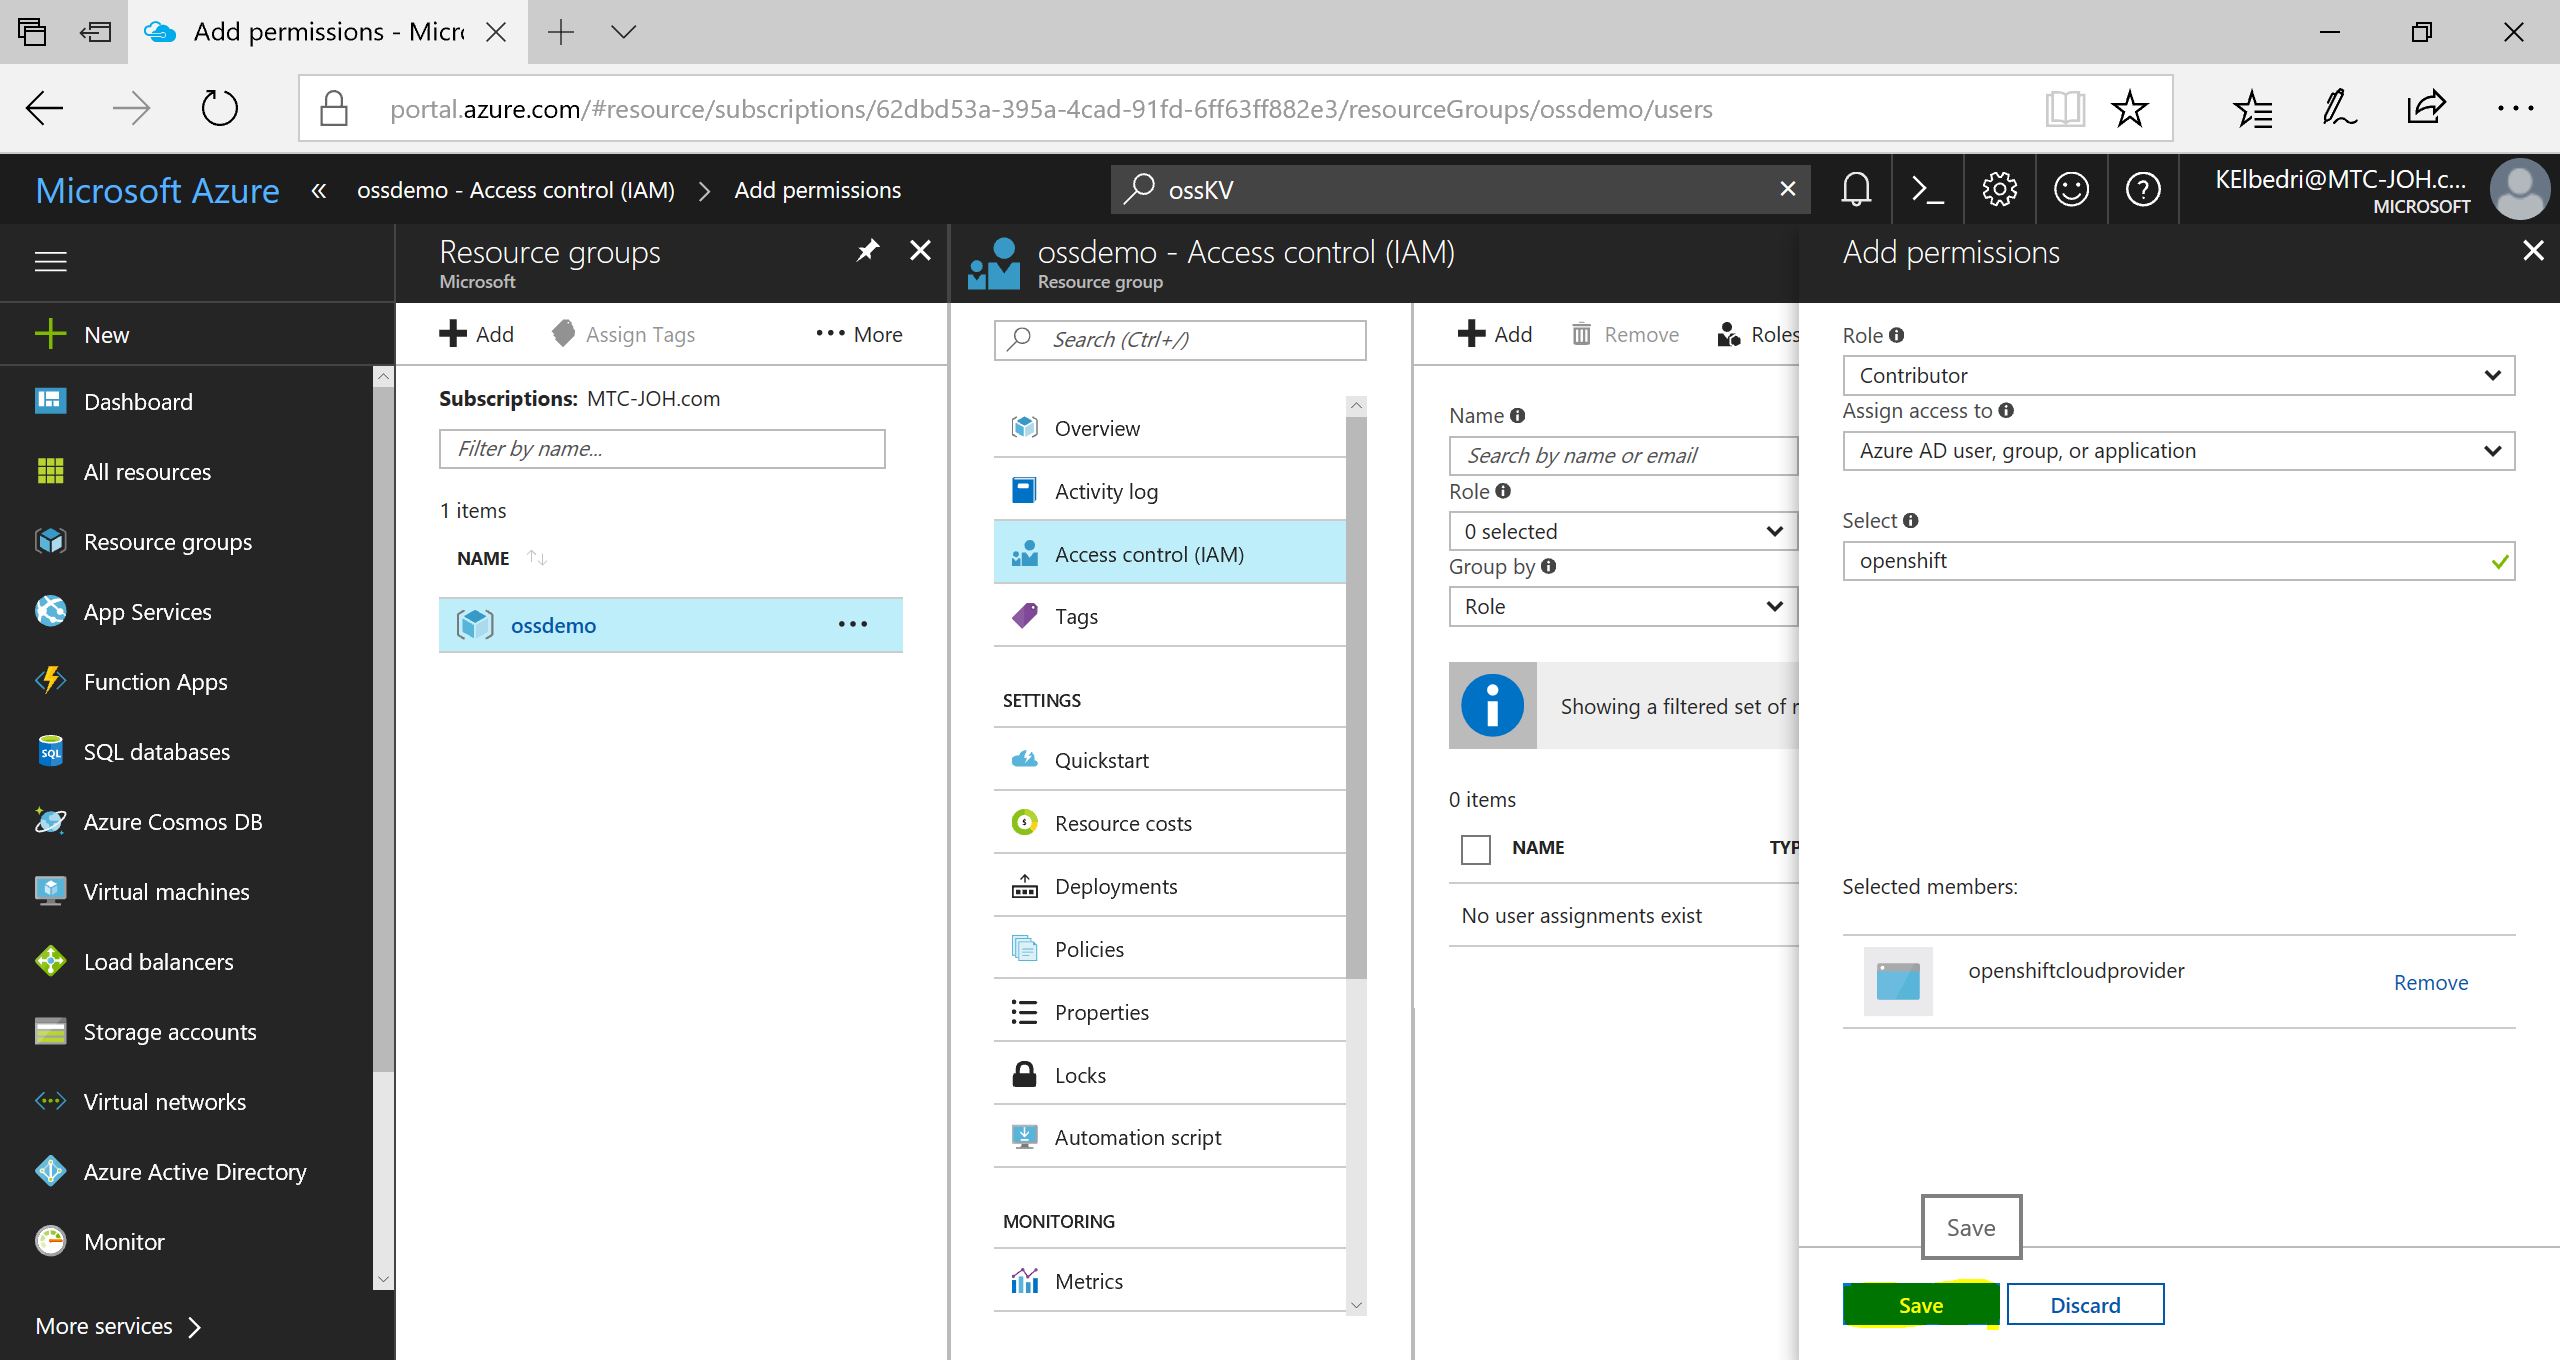 Add permissions - Micr
portal.azure.com/#resource/subscriptions/62dbd53a-395a-4cad-91fd-6ff63ff882e3/resourceGroups/ossdemo/users
Microsoft Azure « ossdemo - Access control (IAM) > Add permissions
ossKV
KElbedri@MTC-JOH.c...
MICROSOFT
New
Dashboard
All resources
Resource groups
App Services
Function Apps
SQL databases
Azure Cosmos DB
Virtual machines
Load balancers
Storage accounts
Virtual networks
Azure Active Directory
Monitor
More services >
Resource groups
Microsoft
Add
Assign Tags
More
Subscriptions: MTC-JOH.com
Filter by name...
1 items
NAME
ossdemo
ossdemo - Access control (IAM)
Resource group
Search (Ctrl+/)
Overview
Activity log
Access control (IAM)
Tags
SETTINGS
Quickstart
Resource costs
Deployments
Policies
Properties
Locks
Automation script
MONITORING
Metrics
Add
Remove
Roles
Name
Search by name or email
Role
0 selected
Group by
Role
Showing a filtered set of r
0 items
NAME
TYP
No user assignments exist
Add permissions
Role
Contributor
Assign access to
Azure AD user, group, or application
Select
openshift
Selected members:
openshiftcloudprovider
Remove
Save
Save
Discard